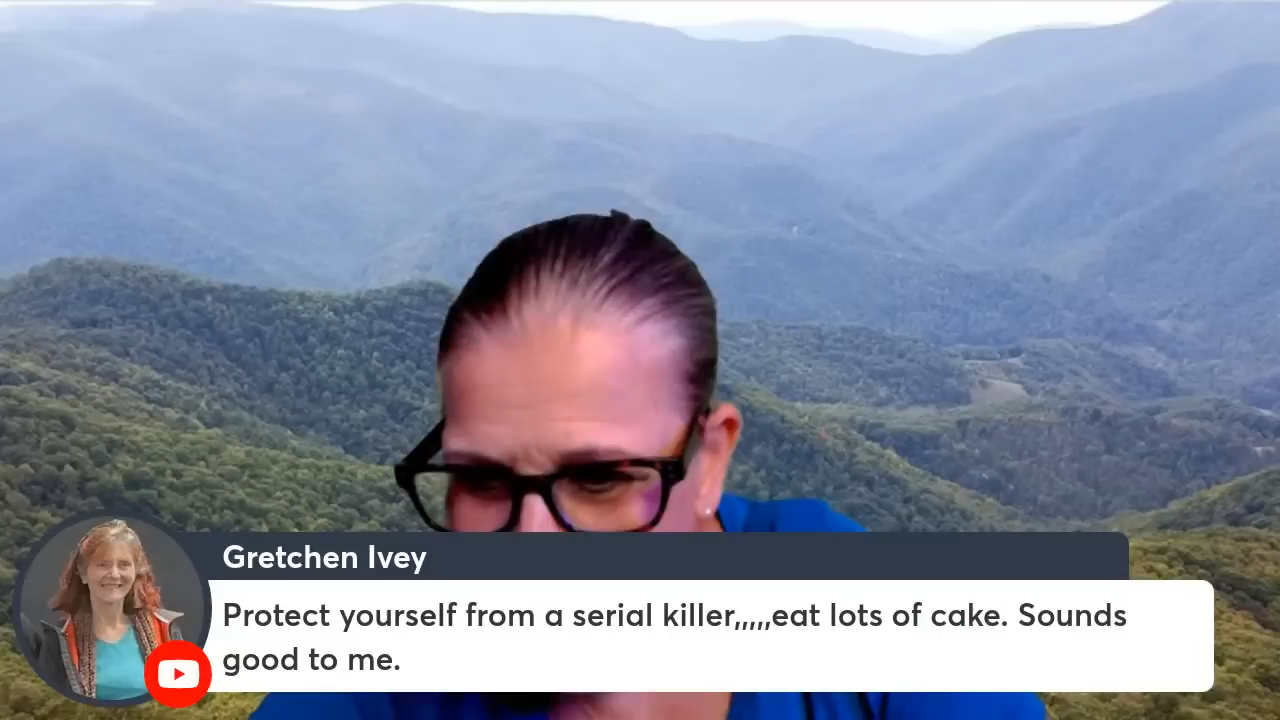 Gretchen Ivey
Protect yourself from a serial killer,,,,,eat lots of cake. Sounds
good to me.